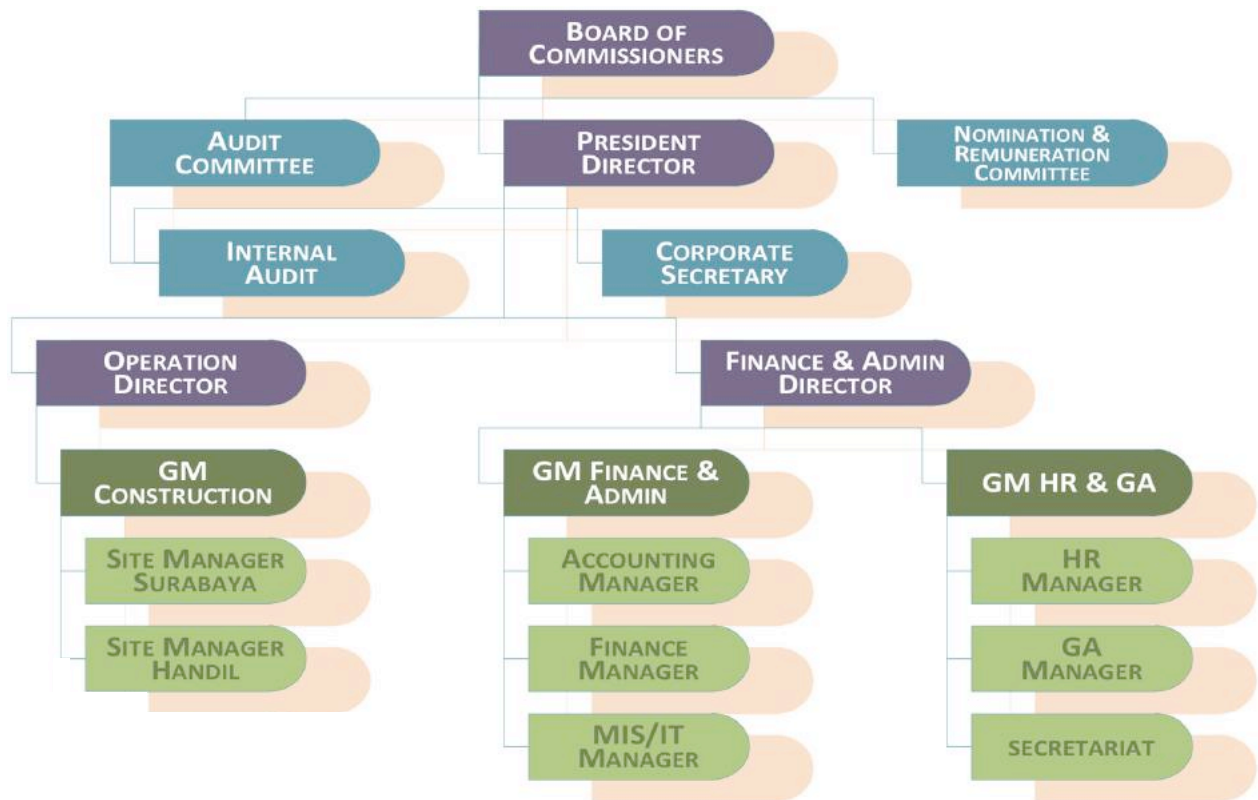 BOARD OF
COMMISSIONERS
AUDIT
COMMITTEE
PRESIDENT
DIRECTOR
NOMINATION &
REMUNERATION
COMMITTEE
INTERNAL
AUDIT
CORPORATE
SECRETARY
OPERATION
DIRECTOR
FINANCE & ADMIN
DIRECTOR
GM
CONSTRUCTION
GM FINANCE &
ADMIN
GM HR & GA
SITE MANAGER
SURABAYA
ACCOUNTING
MANAGER
HR
MANAGER
SITE MANAGER
HANDIL
FINANCE
MANAGER
GA
MANAGER
MIS/IT
MANAGER
SECRETARIAT